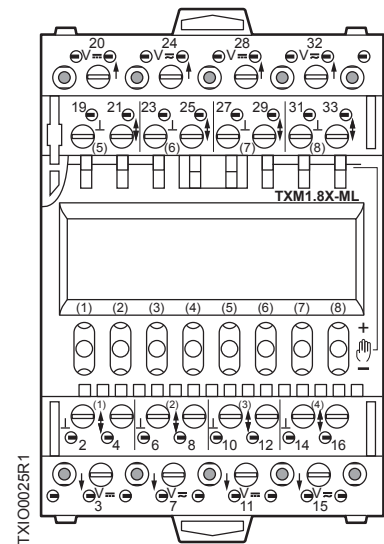 20 24 28 32
V V V V
19 21 23 25 27 29 31 33
(5) (6) (7) (8)
TXM1.8X-ML
(1) (2) (3) (4) (5) (6) (7) (8)
+
−
(1) (2) (3) (4)
2 4 6 8 10 12 14 16
V V V V
3 7 11 15
TXIO0025R1